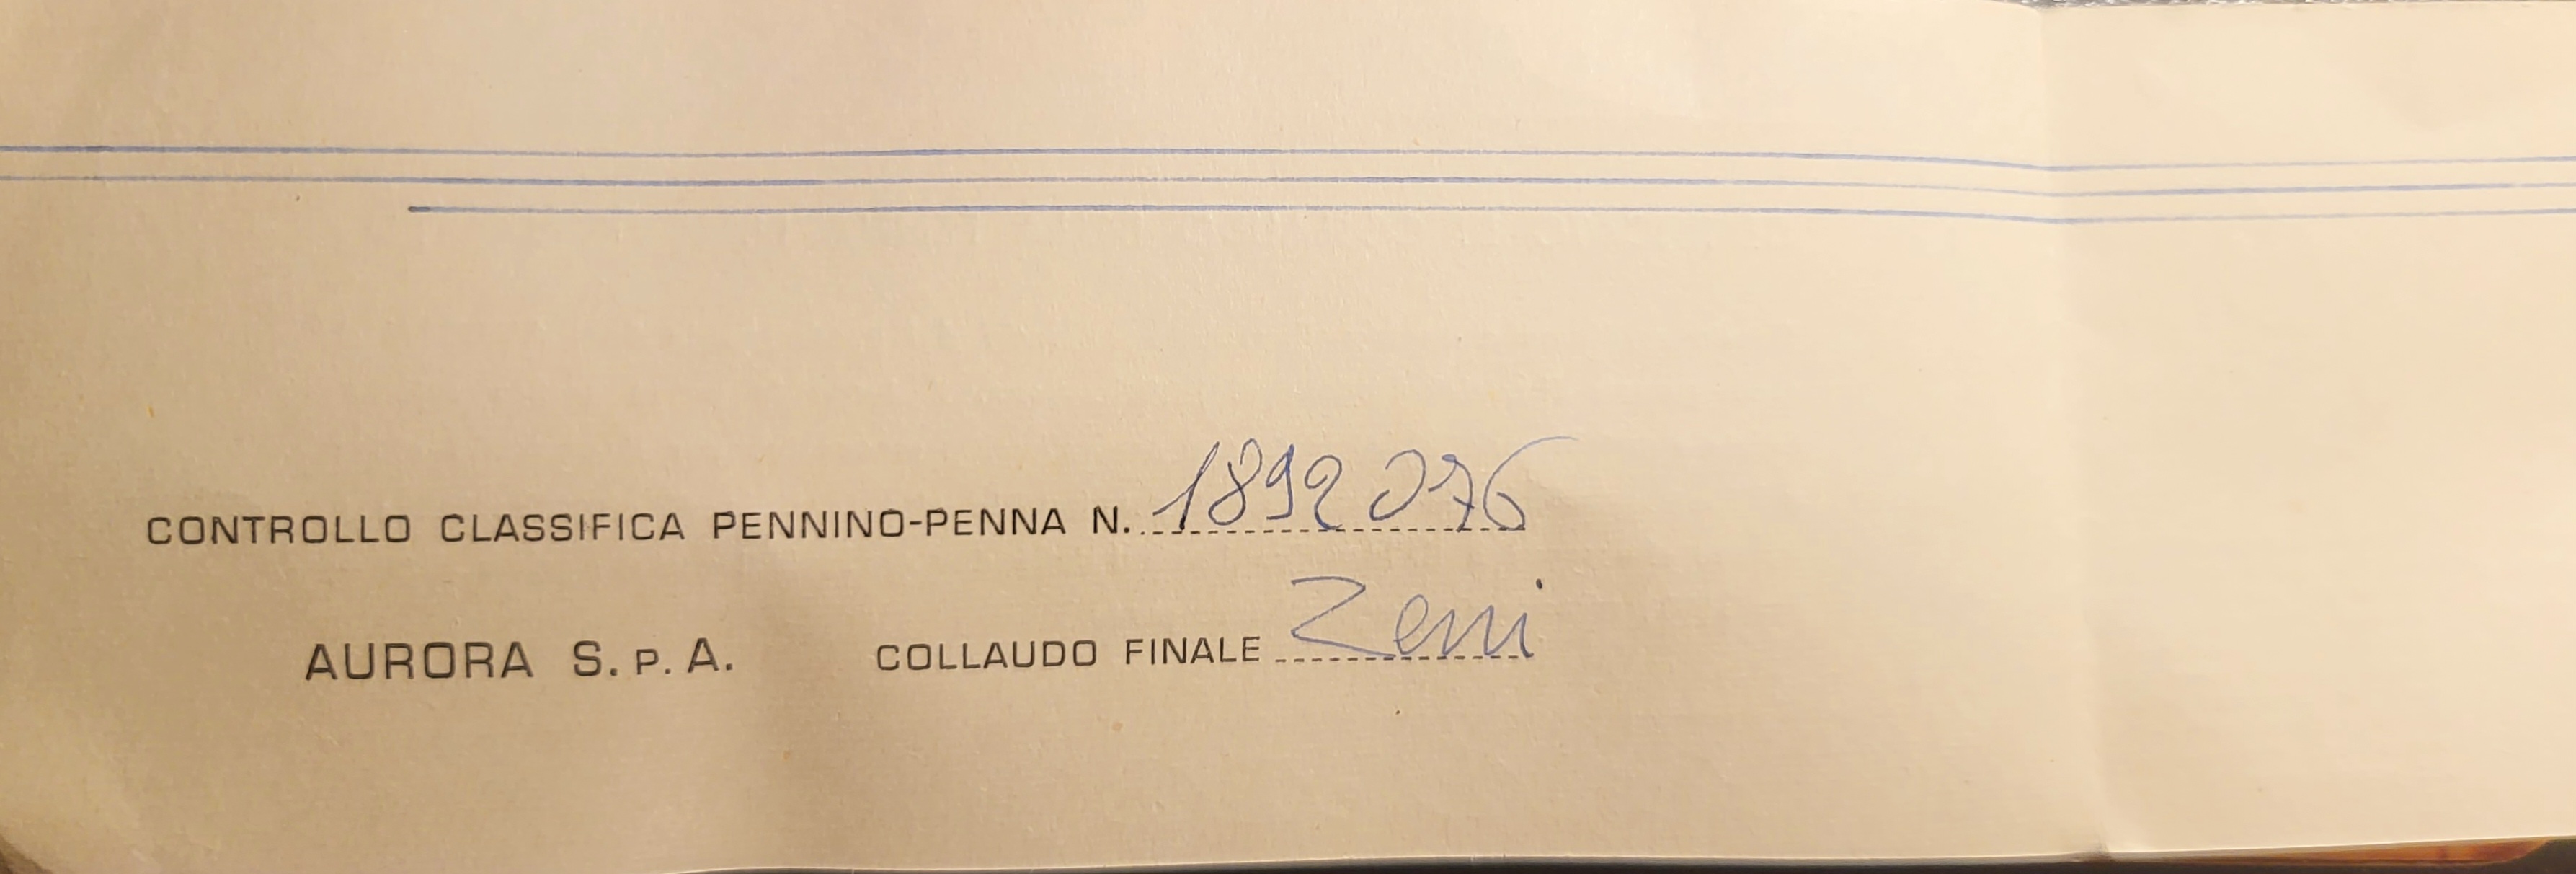 CONTROLLO CLASSIFICA PENNINO-PENNA N. 1892076
AURORA S.p.A. COLLAUDO FINALE Zeni